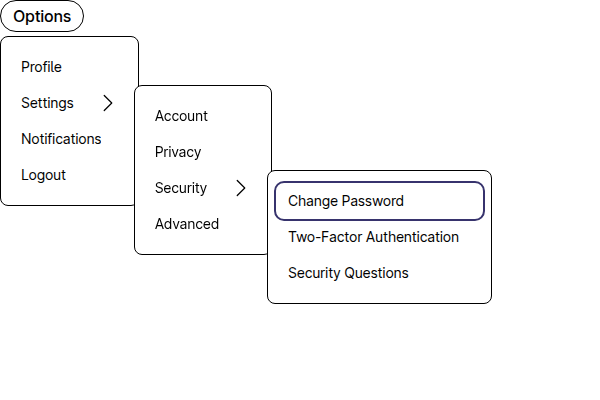 Options
Profile
Settings
Notifications
Logout
Account
Privacy
Security
Advanced
Change Password
Two-Factor Authentication
Security Questions